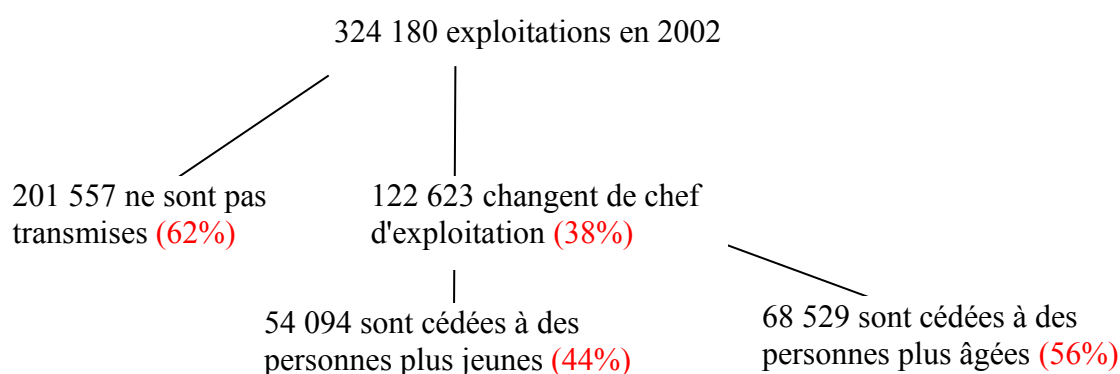 324 180 exploitations en 2002
201 557 ne sont pas
transmises (62%)
122 623 changent de chef
d'exploitation (38%)
54 094 sont cédées à des
personnes plus jeunes (44%)
68 529 sont cédées à des
personnes plus âgées (56%)